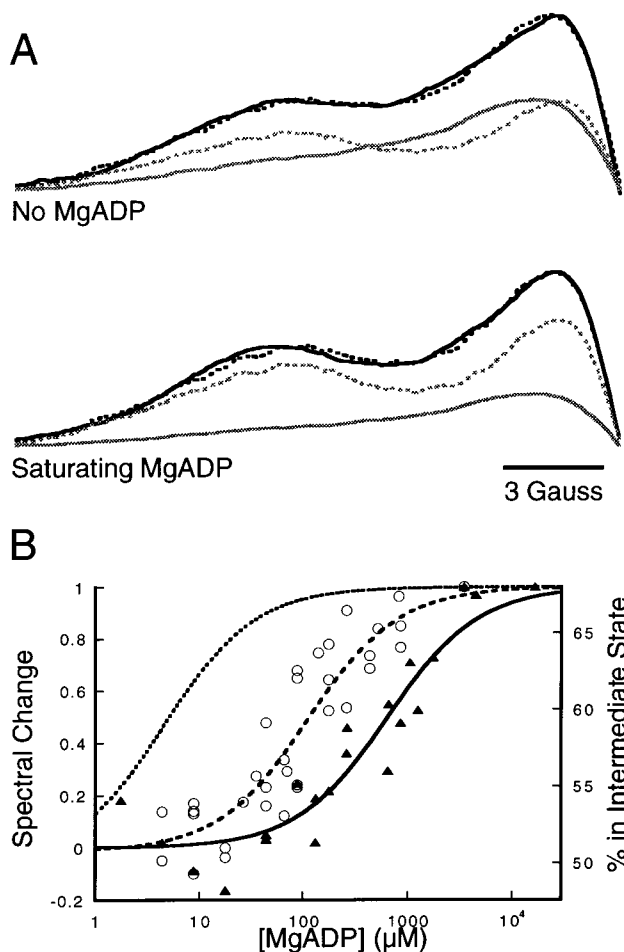 A
No MgADP
Saturating MgADP
3 Gauss
B
Spectral Change
1
0.8
0.6
0.4
0.2
0
-0.2
1
10
100
1000
10⁴
[MgADP] (µM)
65
60
55
50
% in Intermediate State